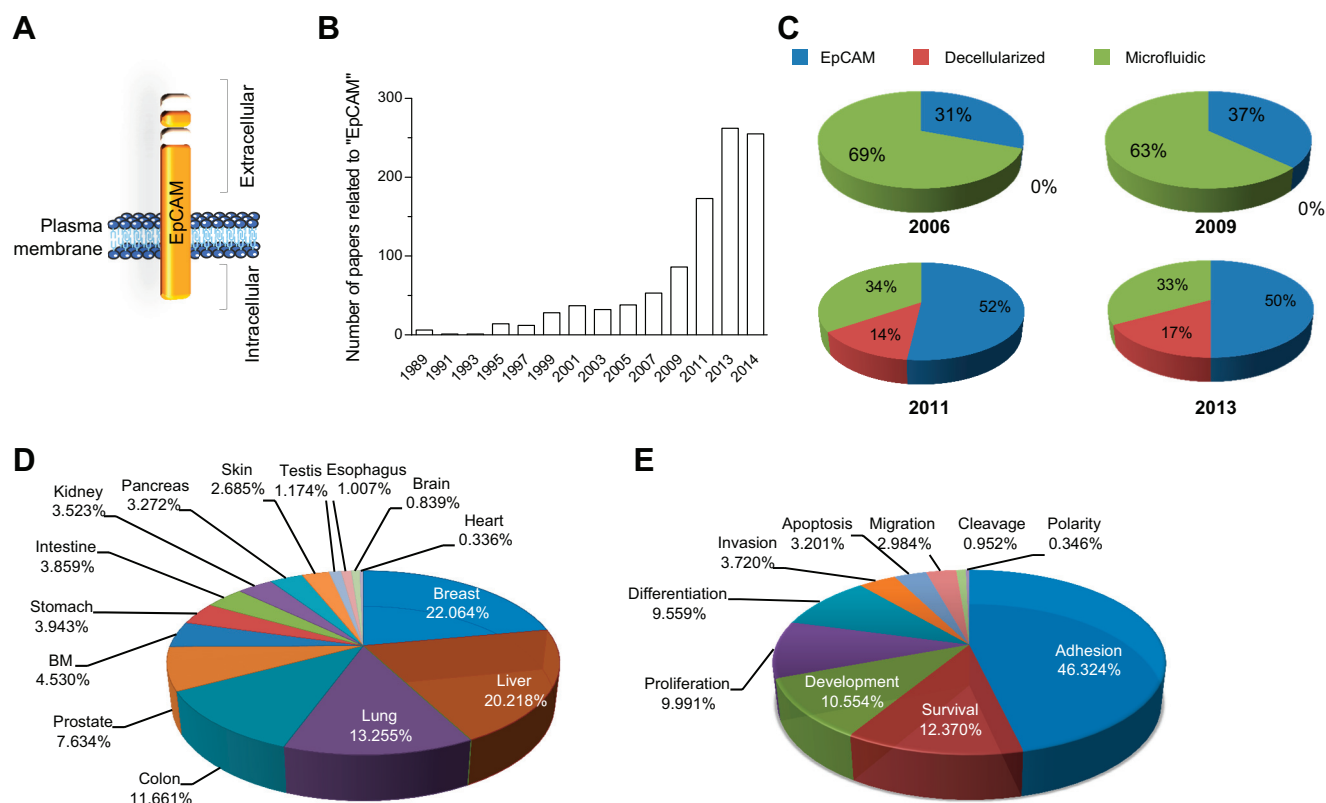 A
EpCAM
Extracellular
Plasma
membrane
Intracellular
B
Number of papers related to "EpCAM"
300
200
100
0
1989
1991
1993
1995
1997
1999
2001
2003
2005
2007
2009
2011
2013
2014
C
EpCAM
Decellularized
Microfluidic
31%
69%
0%
2006
37%
63%
0%
2009
34%
52%
14%
2011
33%
50%
17%
2013
D
Breast
22.064%
Liver
20.218%
Lung
13.255%
Colon
11.661%
Prostate
7.634%
BM
4.530%
Stomach
3.943%
Intestine
3.859%
Kidney
3.523%
Pancreas
3.272%
Skin
2.685%
Testis
1.174%
Esophagus
1.007%
Brain
0.839%
Heart
0.336%
E
Adhesion
46.324%
Survival
12.370%
Development
10.554%
Proliferation
9.991%
Differentiation
9.559%
Invasion
3.720%
Apoptosis
3.201%
Migration
2.984%
Cleavage
0.952%
Polarity
0.346%